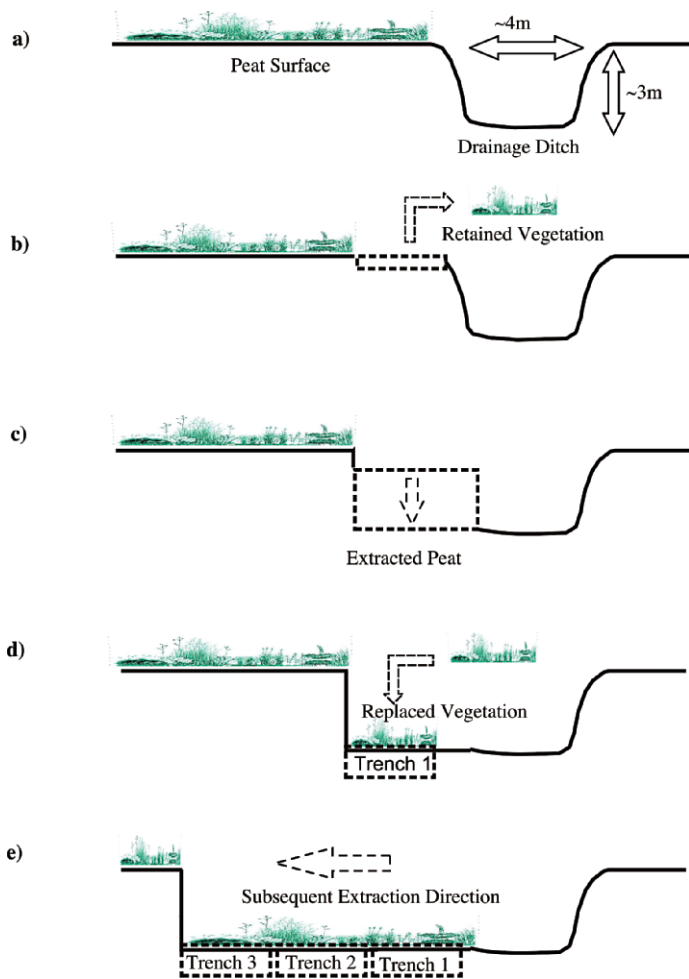 a)
~4m
Peat Surface
~3m
Drainage Ditch
b)
Retained Vegetation
c)
Extracted Peat
d)
Replaced Vegetation
Trench 1
e)
Subsequent Extraction Direction
Trench 3 Trench 2 Trench 1